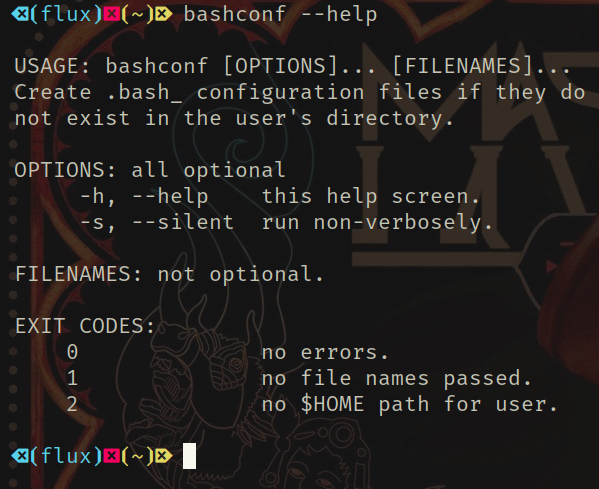 (flux)(~) bashconf --help
USAGE: bashconf [OPTIONS]... [FILENAMES]...
Create .bash_ configuration files if they do
not exist in the user's directory.
OPTIONS: all optional
-h, --help this help screen.
-s, --silent run non-verbosely.
FILENAMES: not optional.
EXIT CODES:
0 no errors.
1 no file names passed.
2 no $HOME path for user.
(flux)(~)